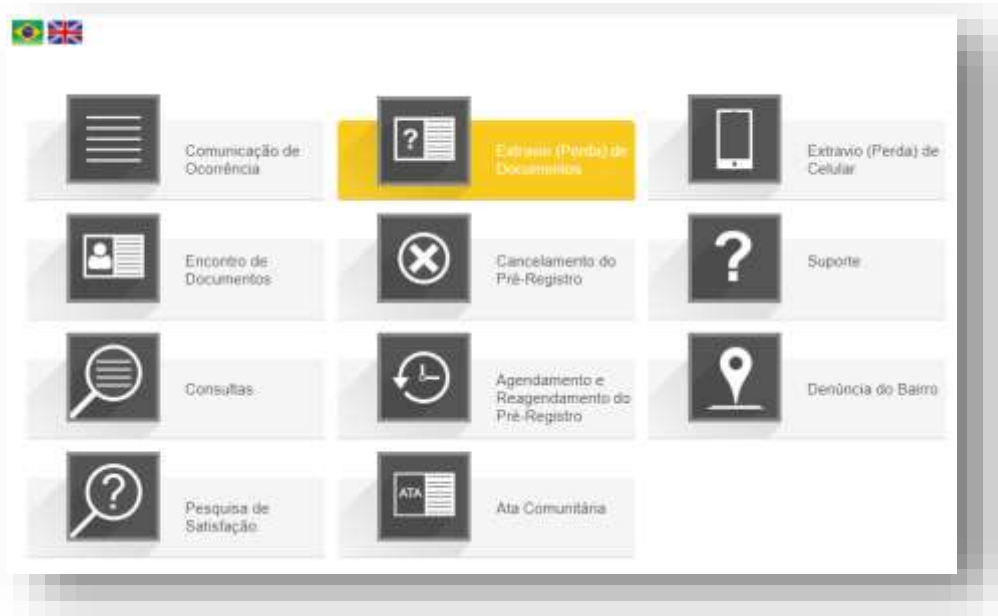 Comunicação de
Ocorrência
?
Extravio (Perda) de
Documentos
Extravio (Perda) de
Celular
Encontro de
Documentos
Cancelamento do
Pré-Registro
?
Suporte
Consultas
Agendamento e
Reagendamento do
Pré-Registro
Denúncia do Bairro
?
Pesquisa de
Satisfação
ATA
Ata Comunitária